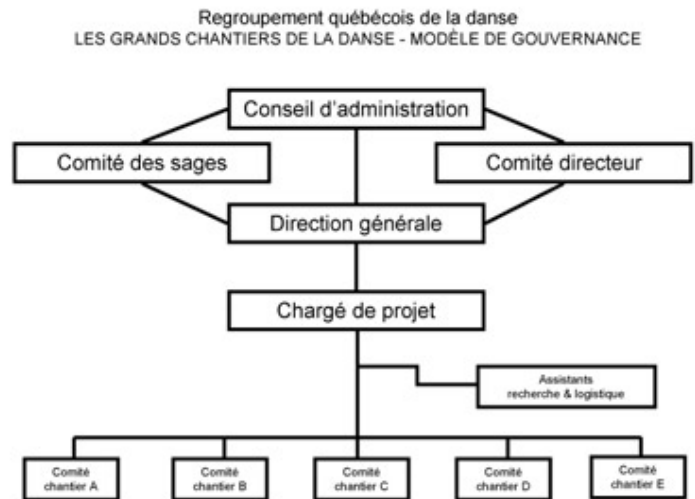 Regroupement québécois de la danse
LES GRANDS CHANTIERS DE LA DANSE - MODÈLE DE GOUVERNANCE
Conseil d'administration
Comité des sages
Comité directeur
Direction générale
Chargé de projet
Assistants
recherche & logistique
Comité
chantier A
Comité
chantier B
Comité
chantier C
Comité
chantier D
Comité
chantier E